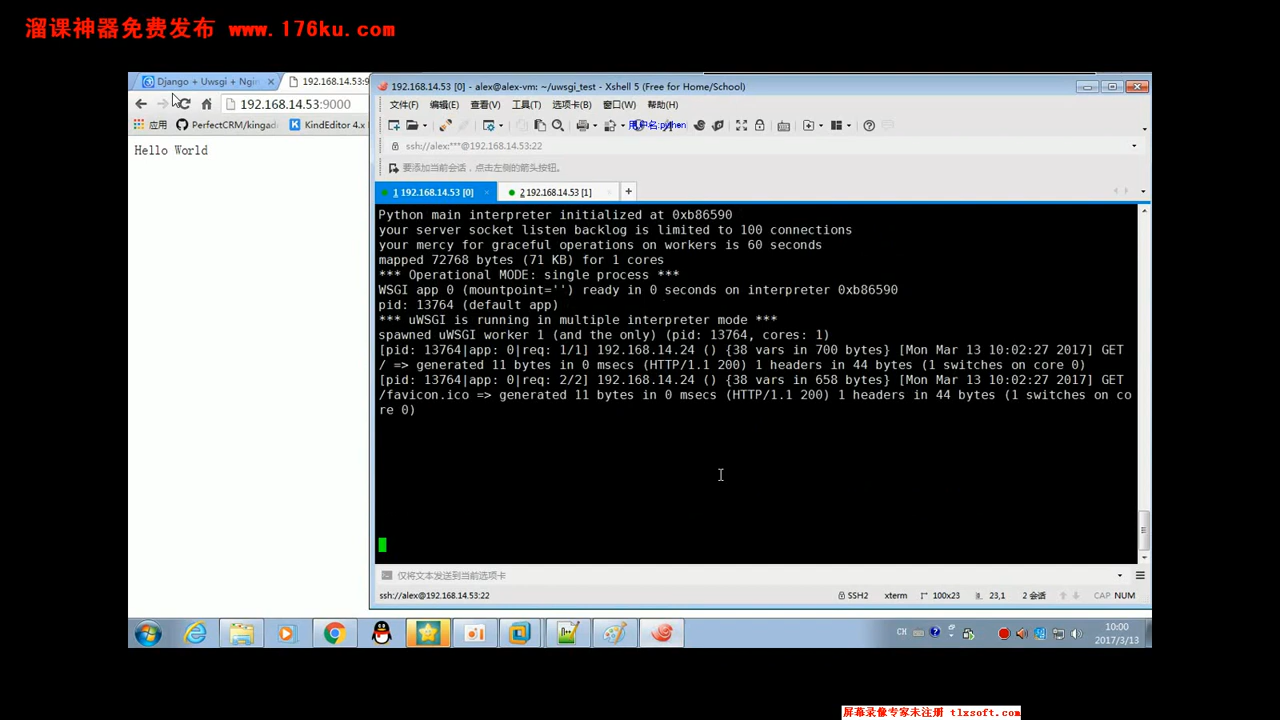 溜课神器免费发布 www.176ku.com
Django + Uwsgi + Ngin
192.168.14.53:9
192.168.14.53:9000
应用
PerfectCRM/kingad
KindEditor 4.x
Hello World
192.168.14.53 [0] - alex@alex-vm: ~/uwsgi_test - Xshell 5 (Free for Home/School)
文件(F) 编辑(E) 查看(V) 工具(T) 选项卡(B) 窗口(W) 帮助(H)
用户名:python
ssh://alex:***@192.168.14.53:22
要添加当前会话，点击左侧的箭头按钮。
1 192.168.14.53 [0]
2 192.168.14.53 [1]
Python main interpreter initialized at 0xb86590
your server socket listen backlog is limited to 100 connections
your mercy for graceful operations on workers is 60 seconds
mapped 72768 bytes (71 KB) for 1 cores
*** Operational MODE: single process ***
WSGI app 0 (mountpoint='') ready in 0 seconds on interpreter 0xb86590
pid: 13764 (default app)
*** uWSGI is running in multiple interpreter mode ***
spawned uWSGI worker 1 (and the only) (pid: 13764, cores: 1)
[pid: 13764|app: 0|req: 1/1] 192.168.14.24 () {38 vars in 700 bytes} [Mon Mar 13 10:02:27 2017] GET
/ => generated 11 bytes in 0 msecs (HTTP/1.1 200) 1 headers in 44 bytes (1 switches on core 0)
[pid: 13764|app: 0|req: 2/2] 192.168.14.24 () {38 vars in 658 bytes} [Mon Mar 13 10:02:27 2017] GET
/favicon.ico => generated 11 bytes in 0 msecs (HTTP/1.1 200) 1 headers in 44 bytes (1 switches on co
re 0)
仅将文本发送到当前选项卡
ssh://alex@192.168.14.53:22
SSH2
xterm
100x23
23,1
2 会话
CAP NUM
CH
10:00
2017/3/13
屏幕录像专家未注册 tlxsoft.com